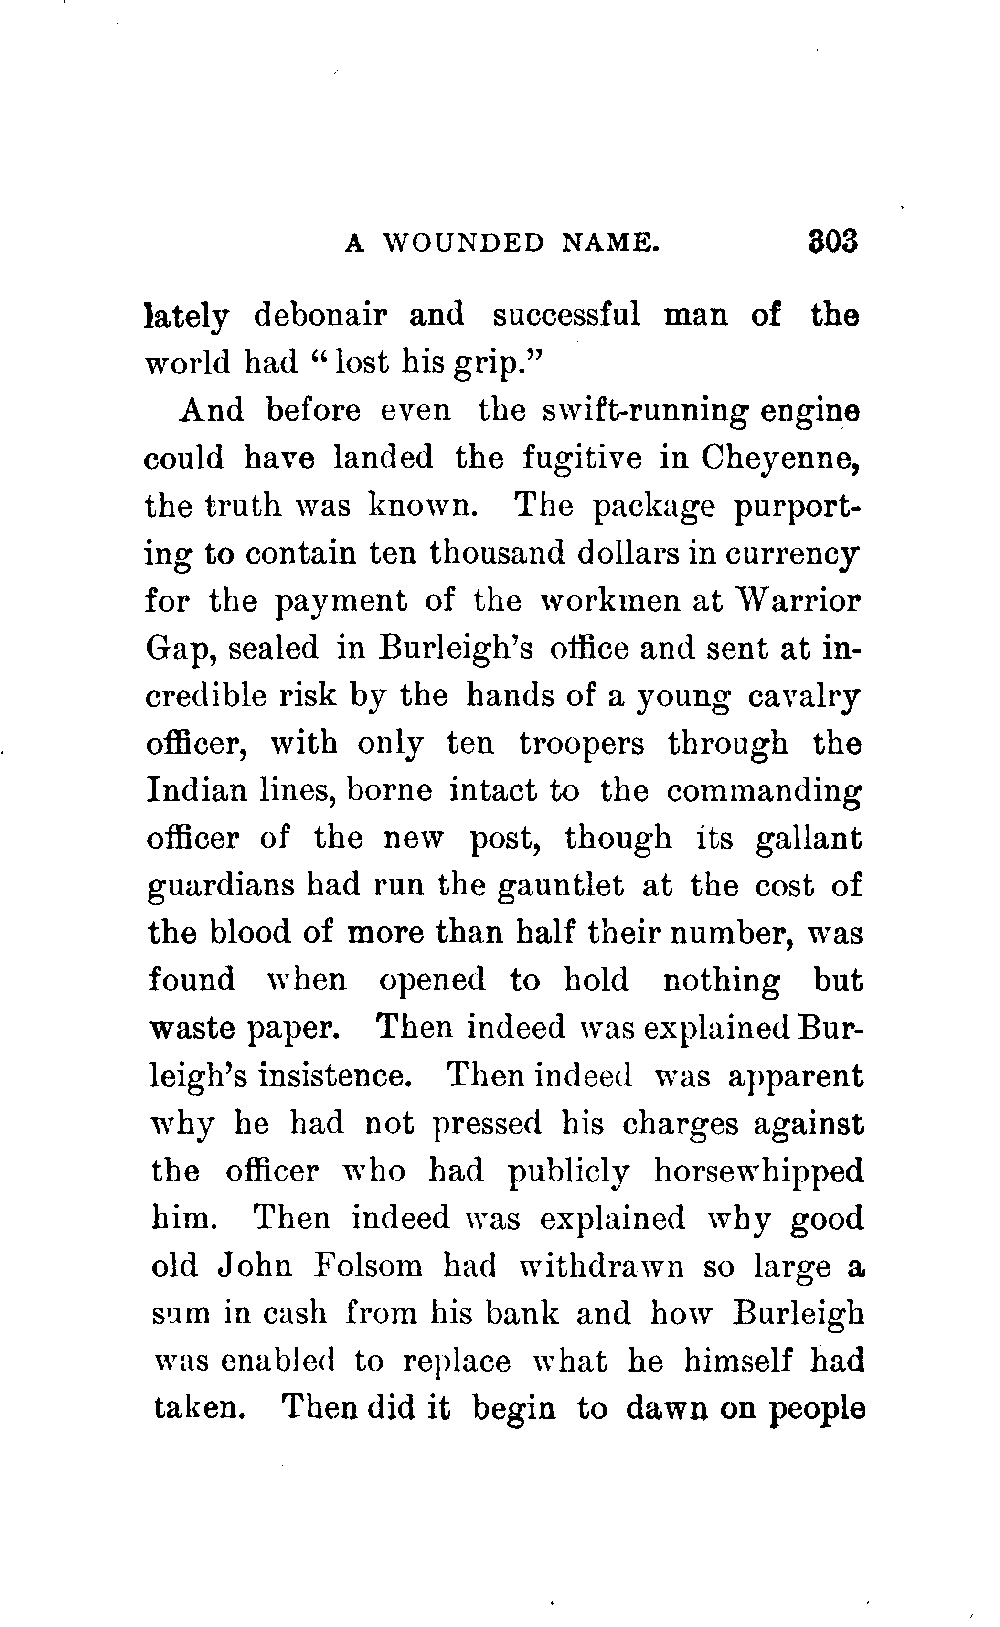 A WOUNDED NAME. 303
lately debonair and successful man of the
world had “lost his grip.”
And before even the swift-running engine
could have landed the fugitive in Cheyenne,
the truth was known. The package purport-
ing to contain ten thousand dollars in currency
for the payment of the workmen at Warrior
Gap, sealed in Burleigh’s office and sent at in-
credible risk by the hands of a young cavalry
officer, with only ten troopers through the
Indian lines, borne intact to the commanding
officer of the new post, though its gallant
guardians had run the gauntlet at the cost of
the blood of more than half their number, was
found when opened to hold nothing but
waste paper. Then indeed was explained Bur-
leigh’s insistence. Then indeed was apparent
why he had not pressed his charges against
the officer who had publicly horsewhipped
him. Then indeed was explained why good
old John Folsom had withdrawn so large a
sum in cash from his bank and how Burleigh
was enabled to replace what he himself had
taken. Then did it begin to dawn on people